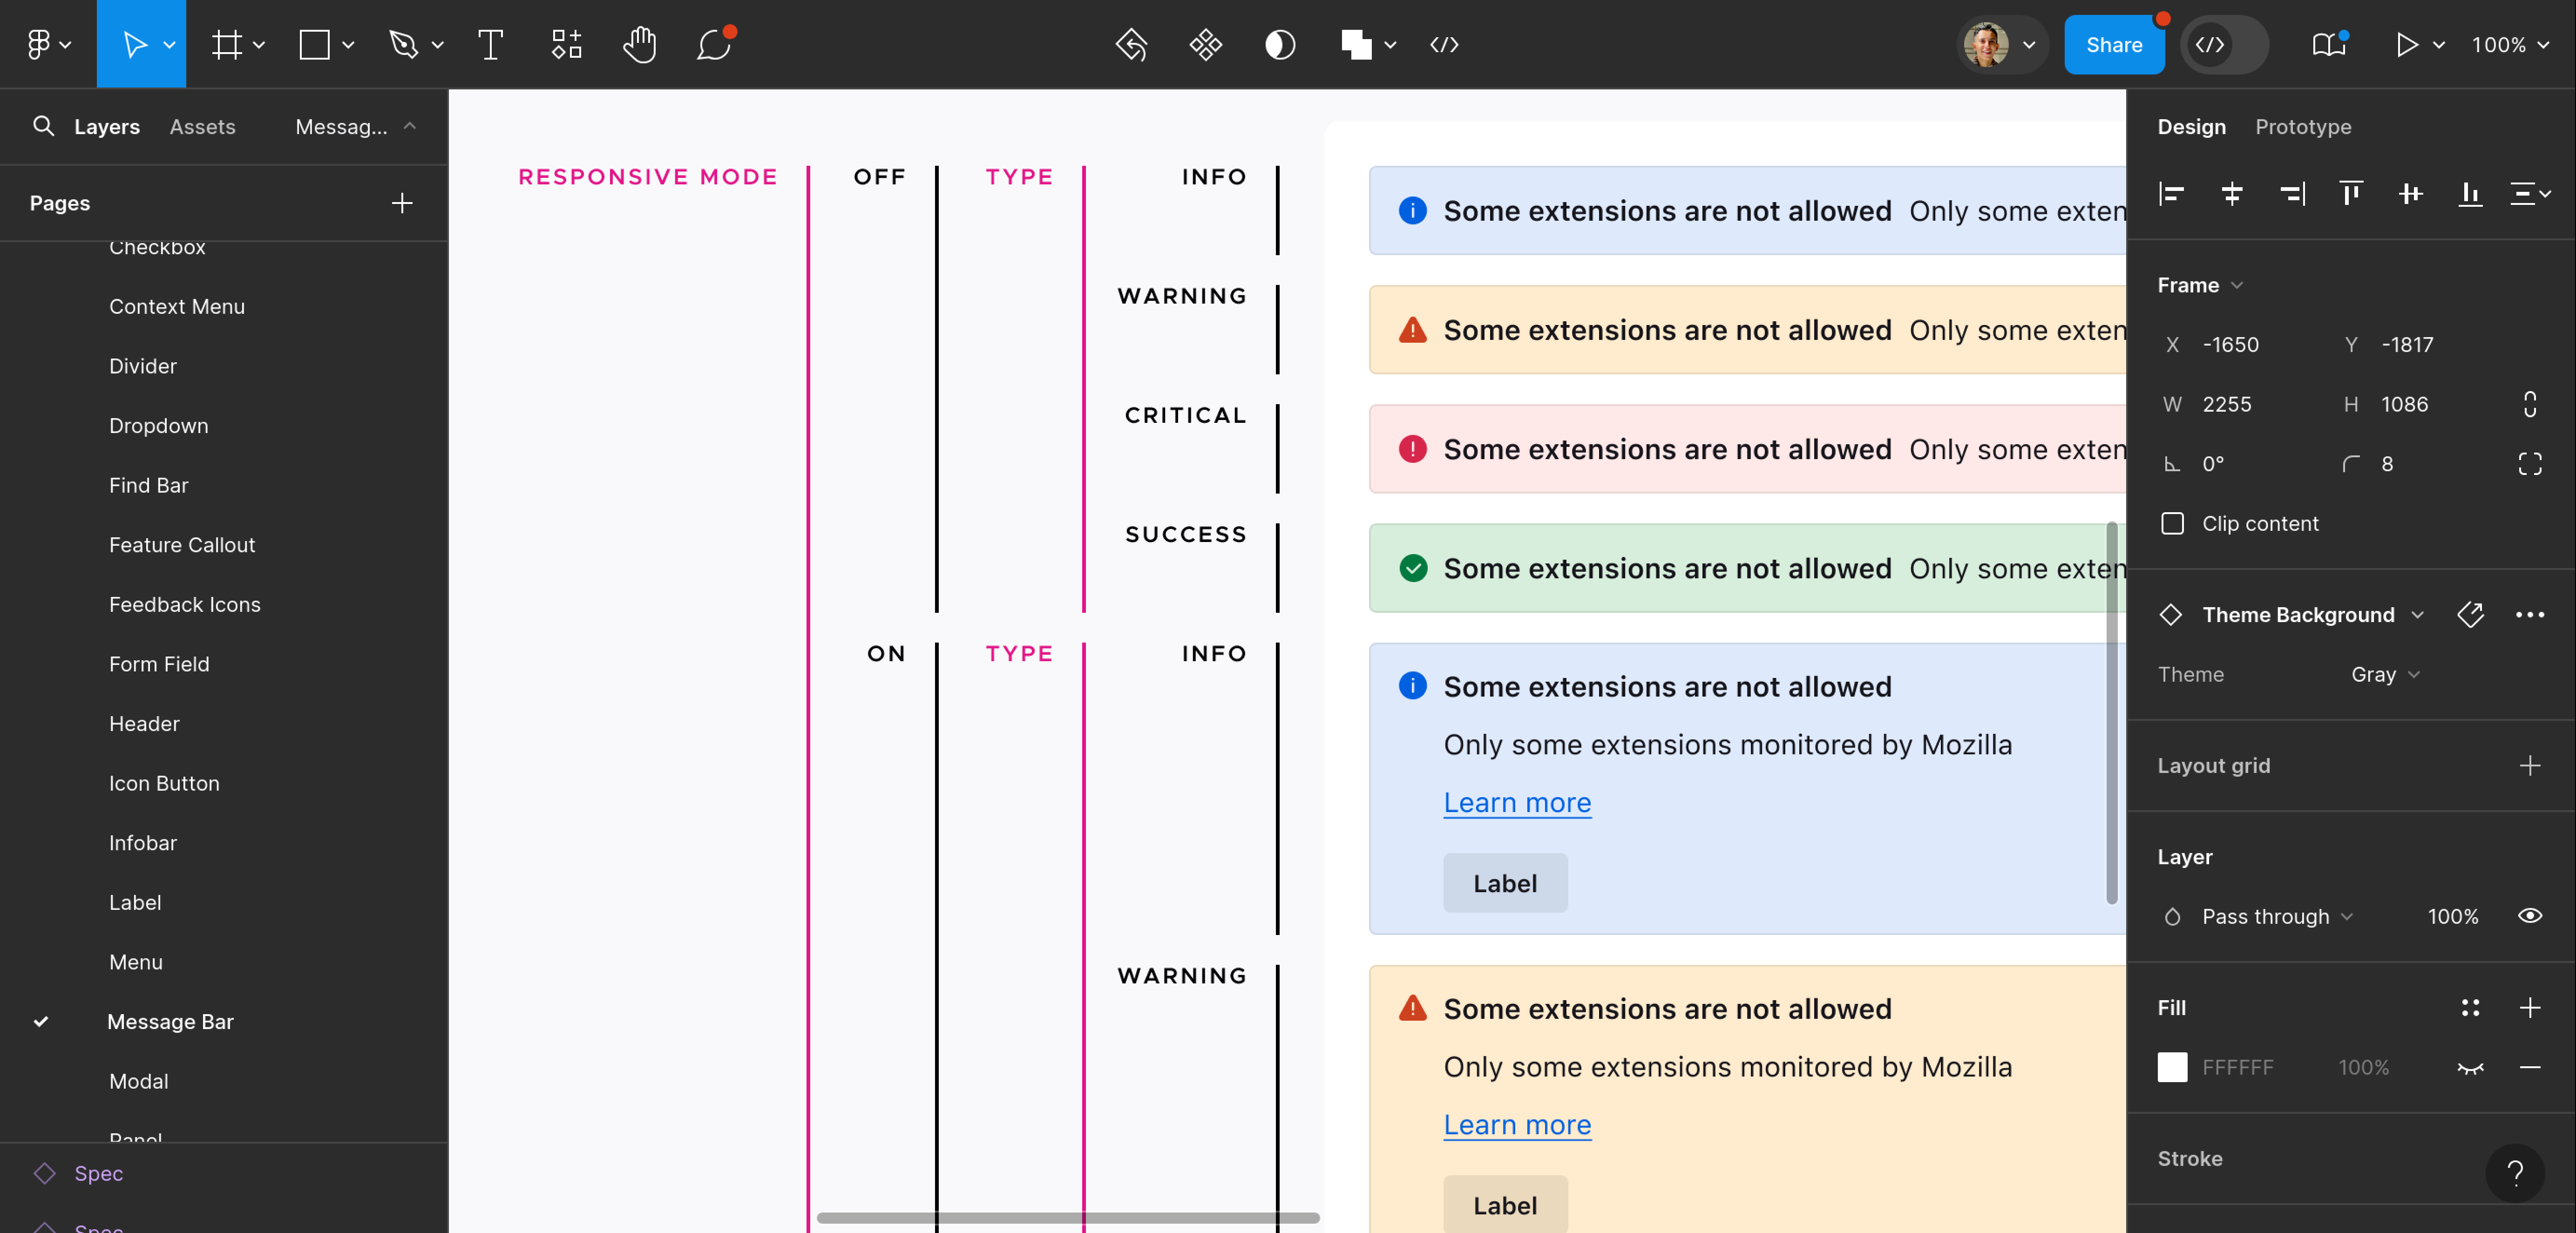 Share
100%
Layers
Assets
Messag...
Pages
Checkbox
Context Menu
Divider
Dropdown
Find Bar
Feature Callout
Feedback Icons
Form Field
Header
Icon Button
Infobar
Label
Menu
Message Bar
Modal
Panel
Spec
Spec
RESPONSIVE MODE
OFF
TYPE
INFO
WARNING
CRITICAL
SUCCESS
ON
TYPE
INFO
WARNING
Some extensions are not allowed Only some exten
Some extensions are not allowed Only some exten
Some extensions are not allowed Only some exten
Some extensions are not allowed Only some exten
Some extensions are not allowed
Only some extensions monitored by Mozilla
Learn more
Label
Some extensions are not allowed
Only some extensions monitored by Mozilla
Learn more
Label
Design
Prototype
Frame
X -1650 Y -1817
W 2255 H 1086
0° 8
Clip content
Theme Background
Theme Gray
Layout grid
Layer
Pass through 100%
Fill
FFFFFF 100%
Stroke
?